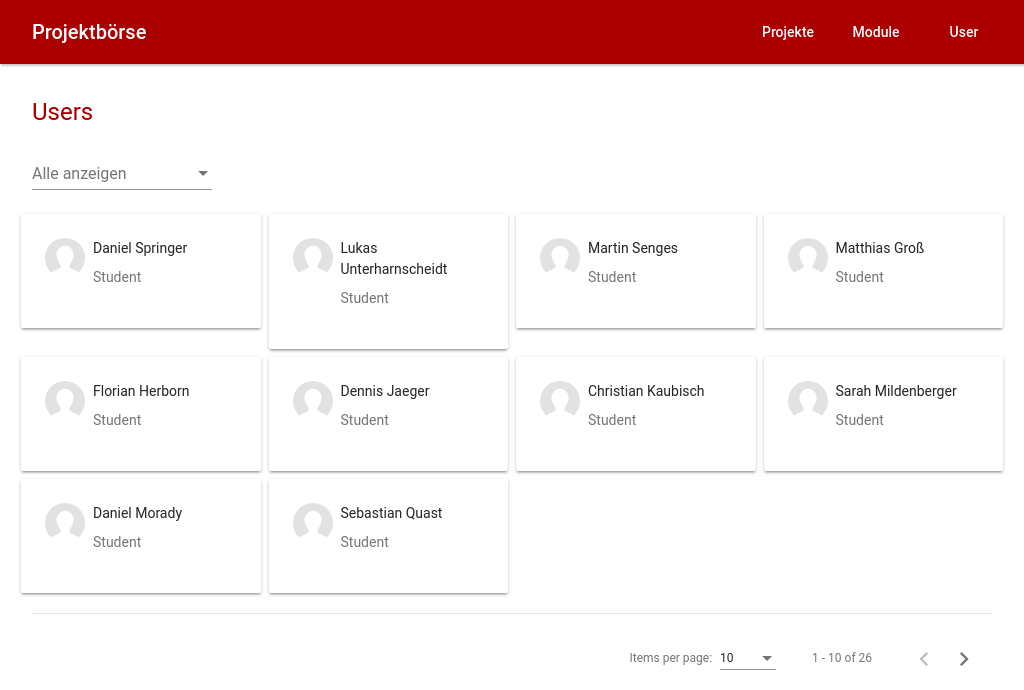 Projektbörse
Projekte
Module
User
Users
Alle anzeigen
Daniel Springer
Student
Lukas
Unterharnscheidt
Student
Martin Senges
Student
Matthias Groß
Student
Florian Herborn
Student
Dennis Jaeger
Student
Christian Kaubisch
Student
Sarah Mildenberger
Student
Daniel Morady
Student
Sebastian Quast
Student
Items per page: 10
1 - 10 of 26